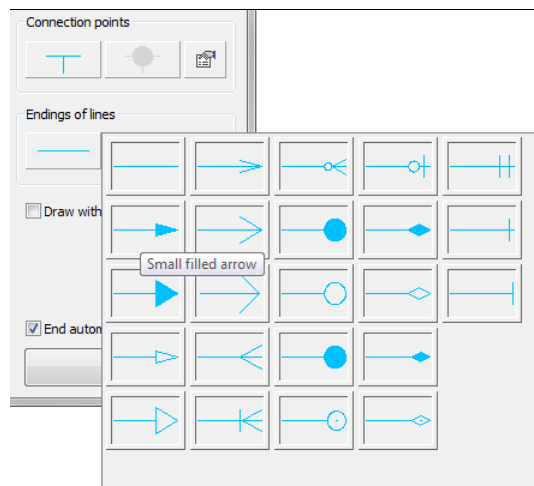 Connection points
Endings of lines
Draw with
Small filled arrow
End autom